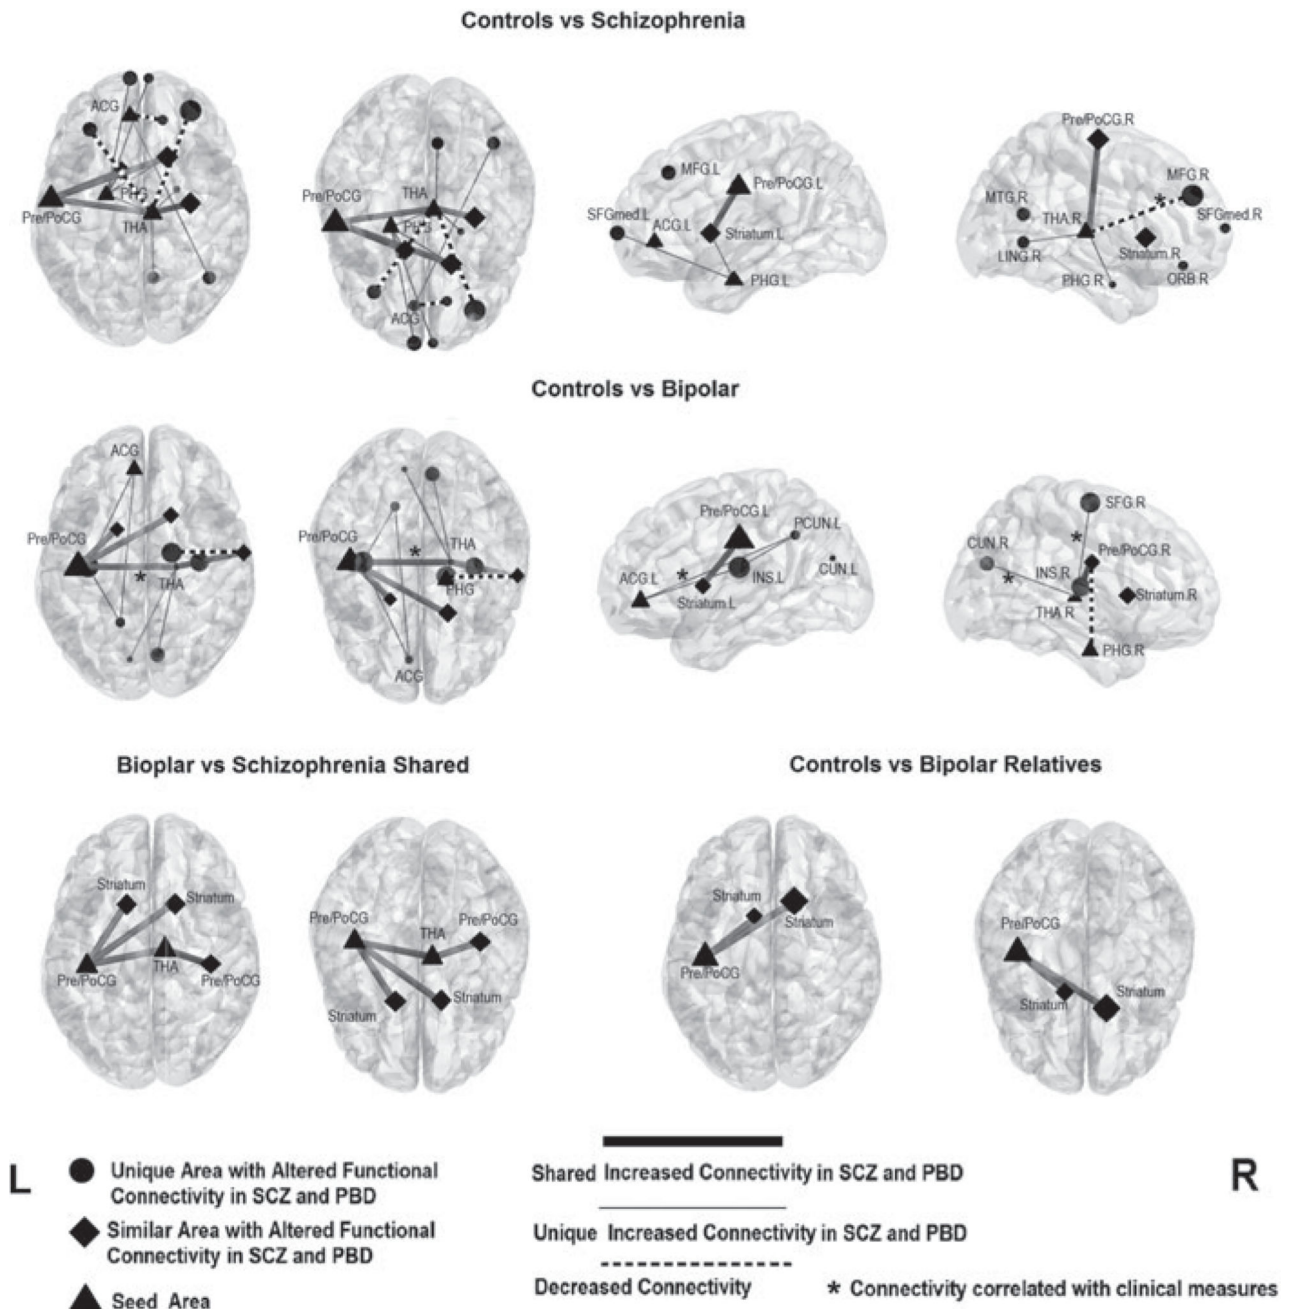 Controls vs Schizophrenia
ACG
PHG
Pre/PoCG
THA
Pre/PoCG
THA
PHG
ACG
MFG.L
Pre/PoCG.L
SFGmed.L
ACG.L
Striatum.L
PHG.L
Pre/PoCG.R
MFG.R
*
MTG.R
THA.R
SFGmed.R
LING.R
Striatum.R
PHG.R
ORB.R
Controls vs Bipolar
ACG
Pre/PoCG
*
THA
Pre/PoCG
*
THA
PHG
ACG
Pre/PoCG.L
PCUN.L
ACG.L
*
INS.L
CUN.L
Striatum.L
SFG.R
*
CUN.R
Pre/PoCG.R
INS.R
*
Striatum.R
THA.R
PHG.R
Bioplar vs Schizophrenia Shared
Controls vs Bipolar Relatives
Striatum
Striatum
Pre/PoCG
THA
Pre/PoCG
Pre/PoCG
Pre/PoCG
THA
Striatum
Striatum
Striatum
Striatum
Pre/PoCG
Pre/PoCG
Striatum
Striatum
L
R
Unique Area with Altered Functional
Connectivity in SCZ and PBD
Similar Area with Altered Functional
Connectivity in SCZ and PBD
Seed Area
Shared Increased Connectivity in SCZ and PBD
Unique Increased Connectivity in SCZ and PBD
Decreased Connectivity
* Connectivity correlated with clinical measures